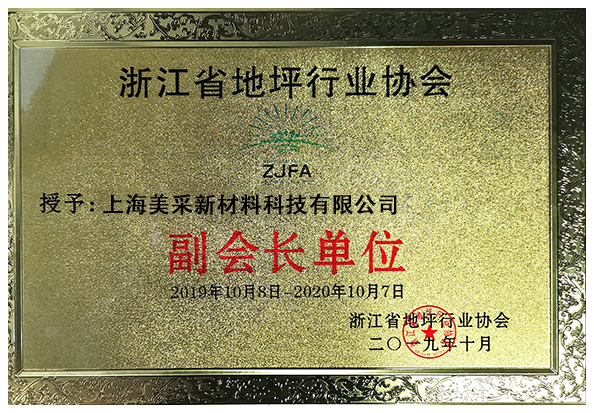 浙江省地坪行业协会
ZJFA
授予：上海美采新材料科技有限公司
副会长单位
2019年10月8日-2020年10月7日
浙江省地坪行业协会
二〇一九年十月